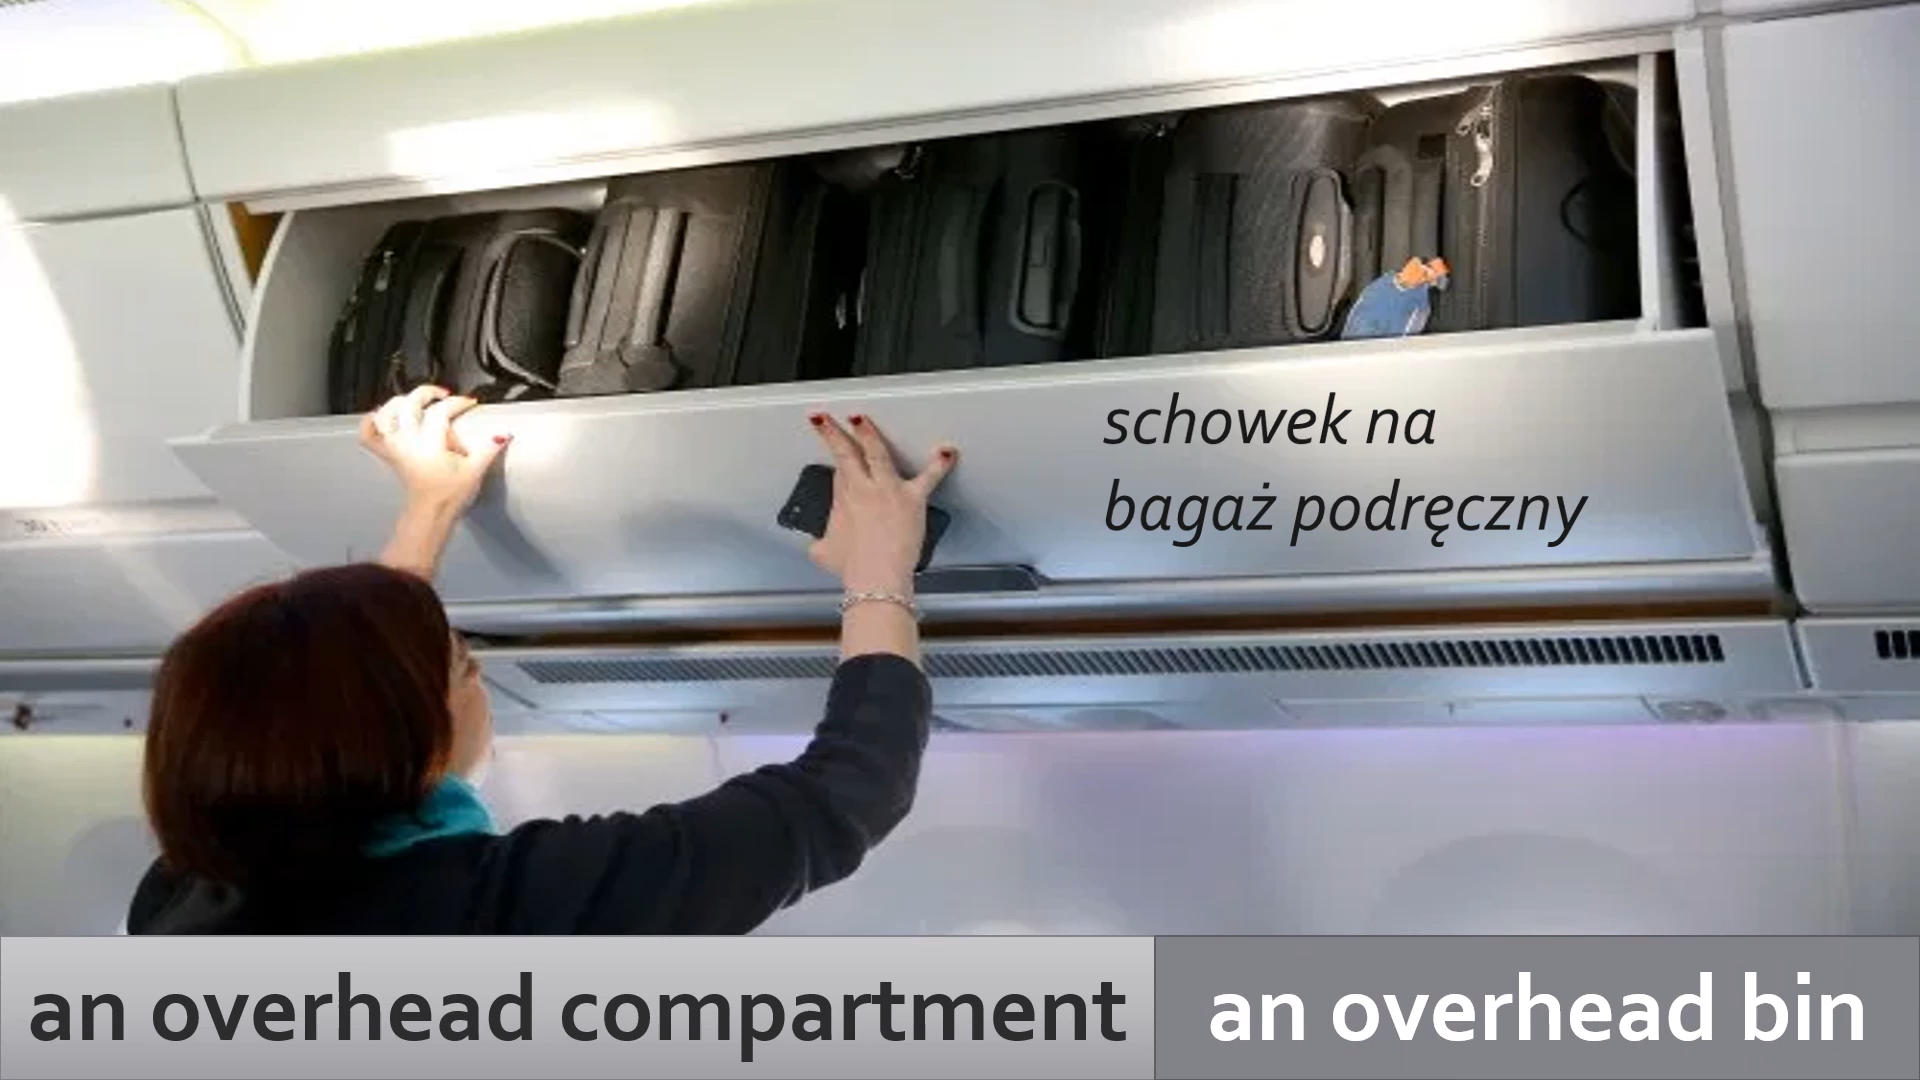 schowek na
bagaż podręczny
an overhead compartment
an overhead bin